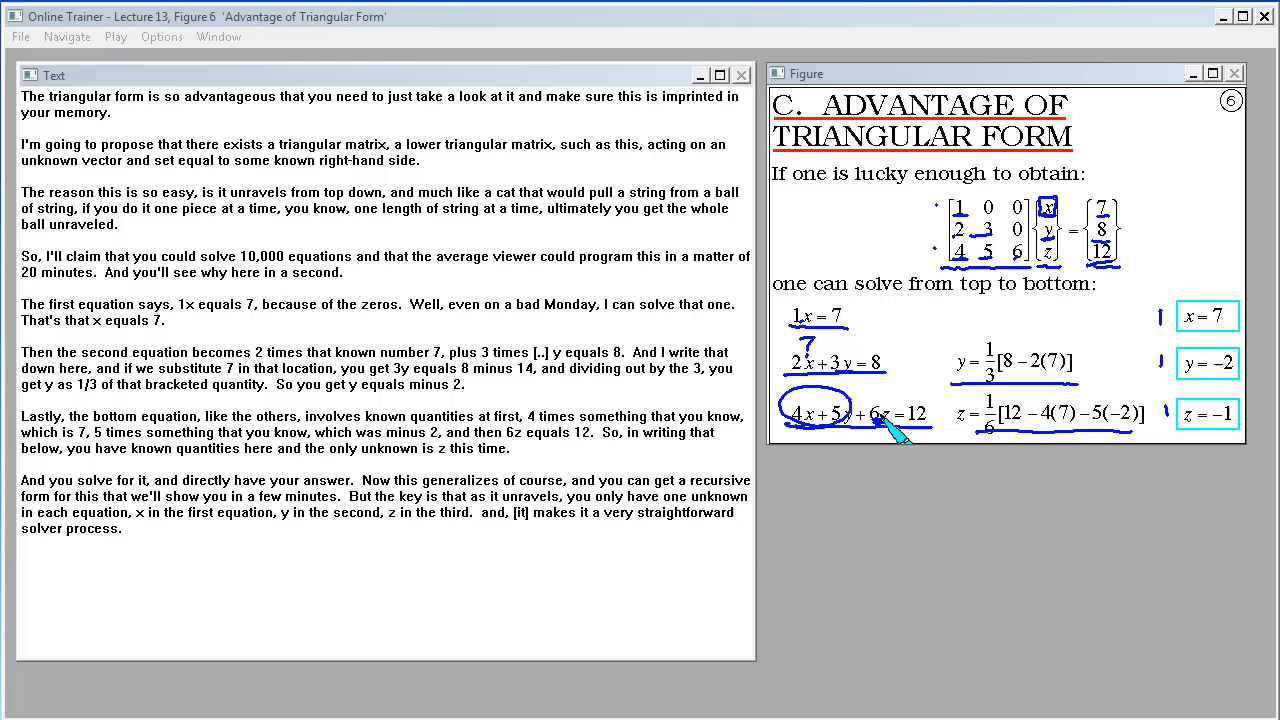 Online Trainer - Lecture 13, Figure 6 'Advantage of Triangular Form'
File Navigate Play Options Window
Text
The triangular form is so advantageous that you need to just take a look at it and make sure this is imprinted in
your memory.
I'm going to propose that there exists a triangular matrix, a lower triangular matrix, such as this, acting on an
unknown vector and set equal to some known right-hand side.
The reason this is so easy, is it unravels from top down, and much like a cat that would pull a string from a ball
of string, if you do it one piece at a time, you know, one length of string at a time, ultimately you get the whole
ball unraveled.
So, I'll claim that you could solve 10,000 equations and that the average viewer could program this in a matter of
20 minutes. And you'll see why here in a second.
The first equation says, 1x equals 7, because of the zeros. Well, even on a bad Monday, I can solve that one.
That's that x equals 7.
Then the second equation becomes 2 times that known number 7, plus 3 times [..] y equals 8. And I write that
down here, and if we substitute 7 in that location, you get 3y equals 8 minus 14, and dividing out by the 3, you
get y as 1/3 of that bracketed quantity. So you get y equals minus 2.
Lastly, the bottom equation, like the others, involves known quantities at first, 4 times something that you know,
which is 7, 5 times something that you know, which was minus 2, and then 6z equals 12. So, in writing that
below, you have known quantities here and the only unknown is z this time.
And you solve for it, and directly have your answer. Now this generalizes of course, and you can get a recursive
form for this that we'll show you in a few minutes. But the key is that as it unravels, you only have one unknown
in each equation, x in the first equation, y in the second, z in the third. and, [it] makes it a very straightforward
solver process.
Figure
C. ADVANTAGE OF
6
TRIANGULAR FORM
If one is lucky enough to obtain:
[1 0 0] {x} {7}
[2 3 0] {y} = {8}
[4 5 6] {z} {12}
one can solve from top to bottom:
1x = 7 1 x = 7
7
2x + 3y = 8 y = 1/3 [8 − 2(7)] 1 y = −2
4x + 5y + 6z = 12 z = 1/6 [12 − 4(7) − 5(−2)] 1 z = −1